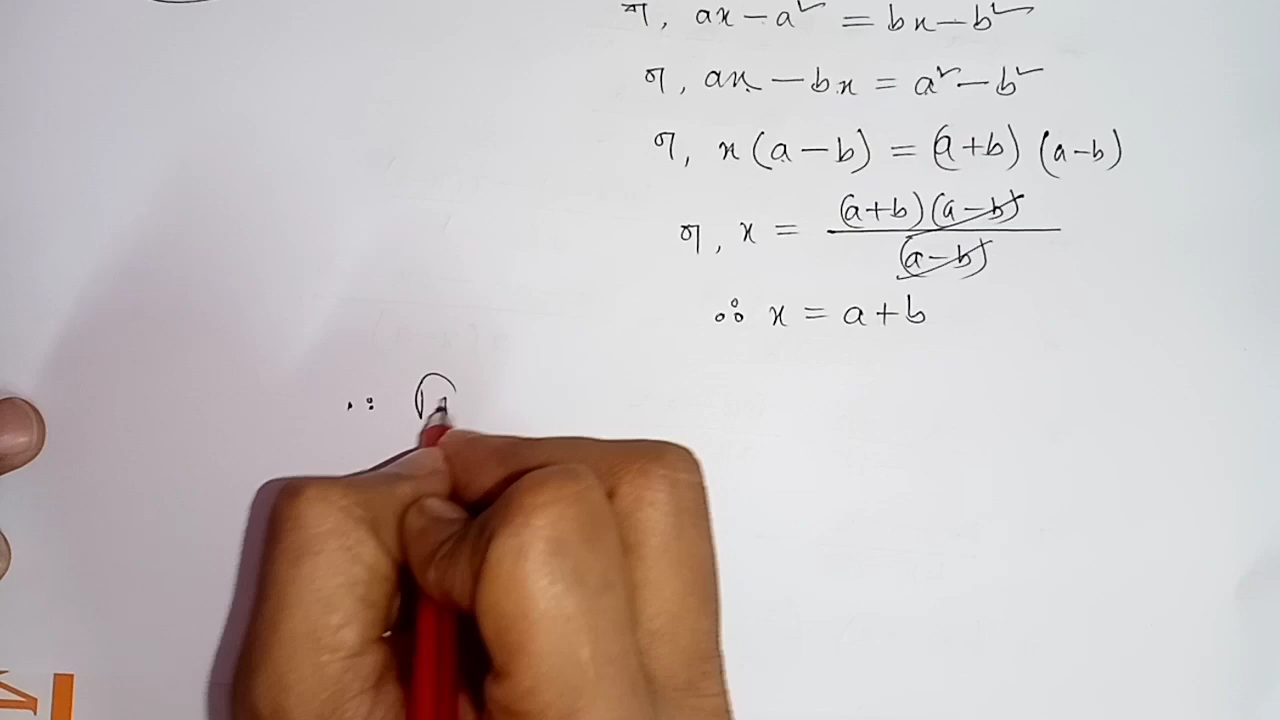 বা, ax - a² = bx - b²
বা, ax - bx = a² - b²
বা, x(a - b) = (a + b) (a - b)
বা, x = (a + b)(a - b) / (a - b)
∴ x = a + b
∴